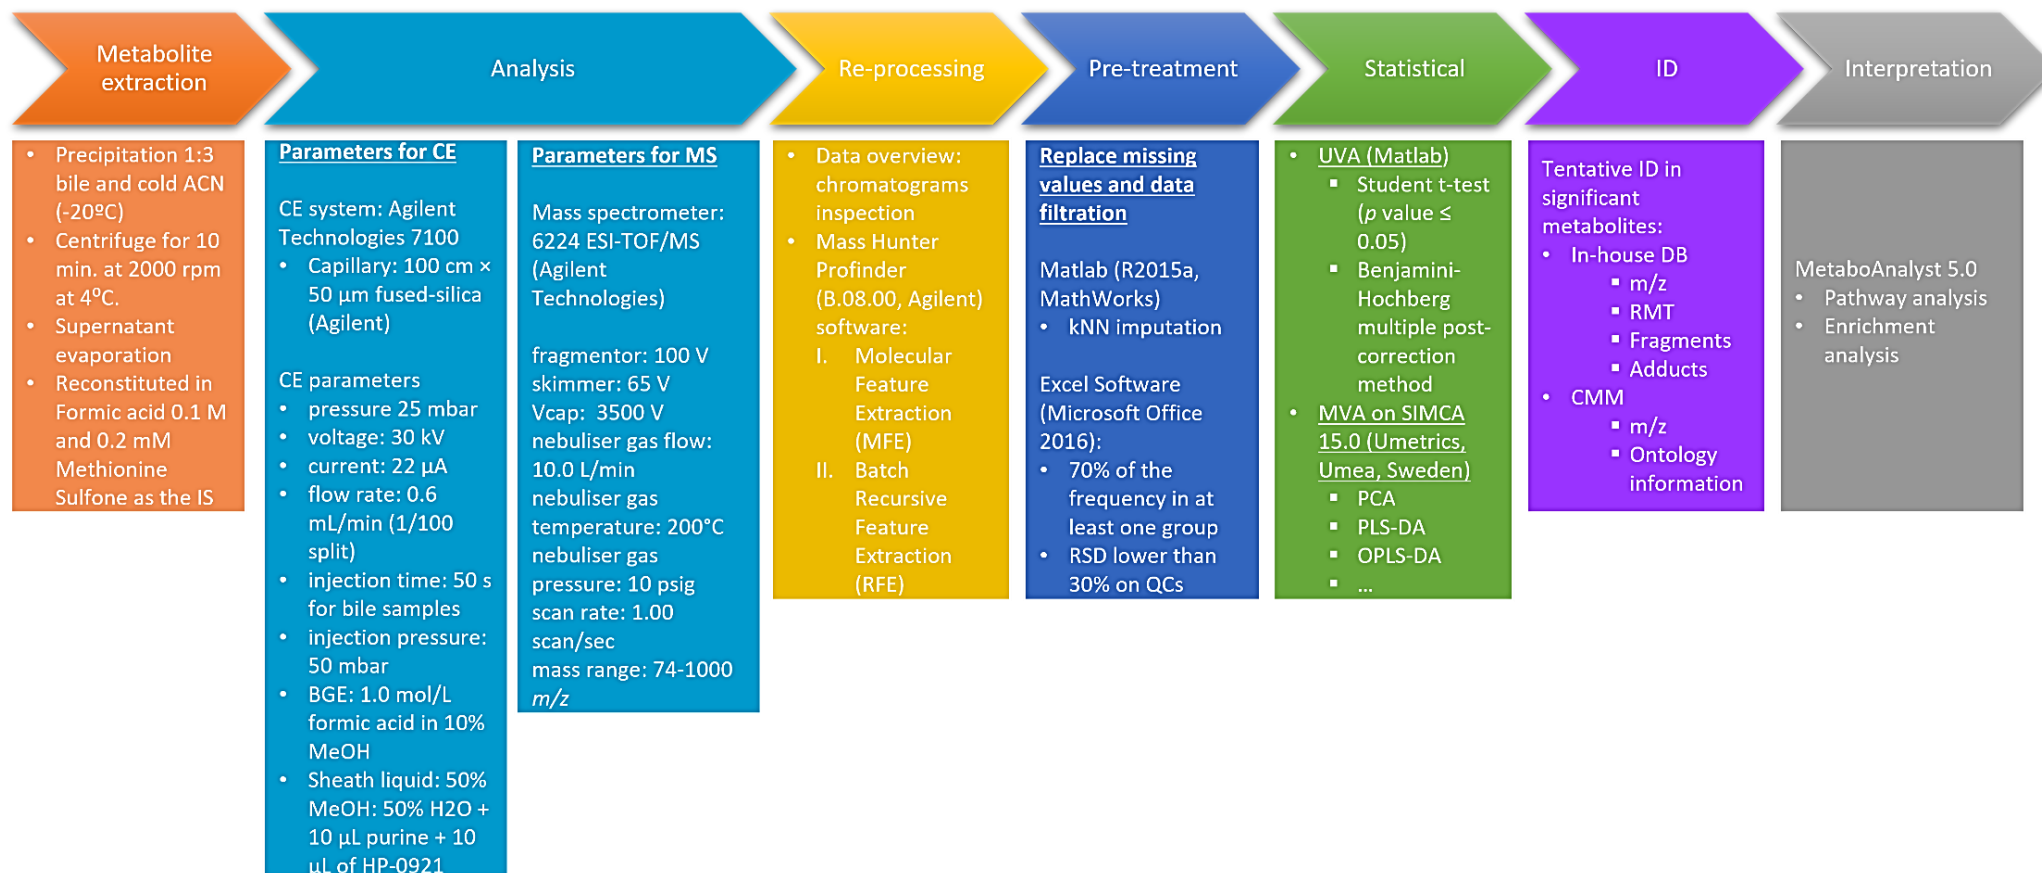 Metabolite
extraction
Analysis
Re-processing
Pre-treatment
Statistical
ID
Interpretation
• Precipitation 1:3
bile and cold ACN
(-20ºC)
• Centrifuge for 10
min. at 2000 rpm
at 4ºC.
• Supernatant
evaporation
• Reconstituted in
Formic acid 0.1 M
and 0.2 mM
Methionine
Sulfone as the IS
Parameters for CE
CE system: Agilent
Technologies 7100
• Capillary: 100 cm ×
50 µm fused-silica
(Agilent)
CE parameters
• pressure 25 mbar
• voltage: 30 kV
• current: 22 µA
• flow rate: 0.6
mL/min (1/100
split)
• injection time: 50 s
for bile samples
• injection pressure:
50 mbar
• BGE: 1.0 mol/L
formic acid in 10%
MeOH
• Sheath liquid: 50%
MeOH: 50% H2O +
10 µL purine + 10
µL of HP-0921
Parameters for MS
Mass spectrometer:
6224 ESI-TOF/MS
(Agilent
Technologies)
fragmentor: 100 V
skimmer: 65 V
Vcap: 3500 V
nebuliser gas flow:
10.0 L/min
nebuliser gas
temperature: 200°C
nebuliser gas
pressure: 10 psig
scan rate: 1.00
scan/sec
mass range: 74-1000
m/z
• Data overview:
chromatograms
inspection
• Mass Hunter
Profinder
(B.08.00, Agilent)
software:
I. Molecular
Feature
Extraction
(MFE)
II. Batch
Recursive
Feature
Extraction
(RFE)
Replace missing
values and data
filtration
Matlab (R2015a,
MathWorks)
• kNN imputation
Excel Software
(Microsoft Office
2016):
• 70% of the
frequency in at
least one group
• RSD lower than
30% on QCs
• UVA (Matlab)
▪ Student t-test
(p value ≤
0.05)
▪ Benjamini-
Hochberg
multiple post-
correction
method
• MVA on SIMCA
15.0 (Umetrics,
Umea, Sweden)
▪ PCA
▪ PLS-DA
▪ OPLS-DA
▪ ...
Tentative ID in
significant
metabolites:
• In-house DB
▪ m/z
▪ RMT
▪ Fragments
▪ Adducts
• CMM
▪ m/z
▪ Ontology
information
MetaboAnalyst 5.0
• Pathway analysis
• Enrichment
analysis